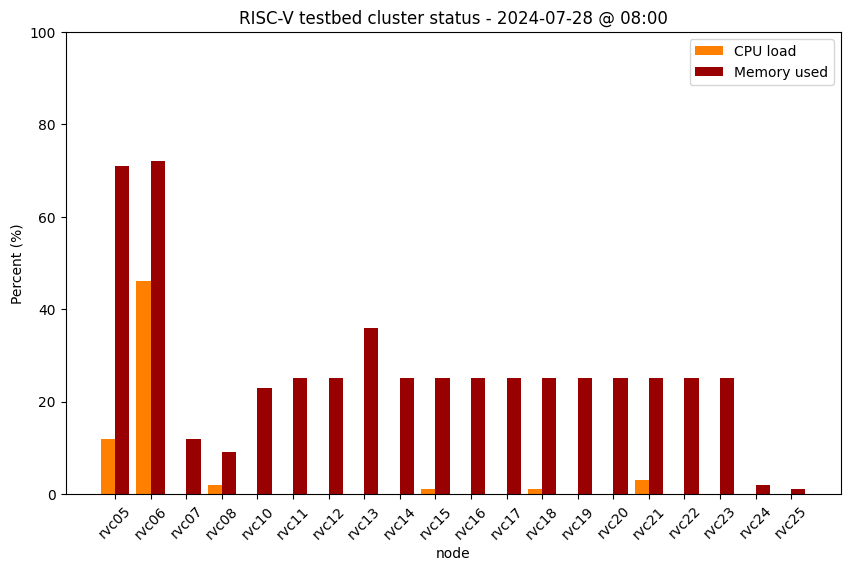 RISC-V testbed cluster status - 2024-07-28 @ 08:00
CPU load
Memory used
Percent (%)
100
80
60
40
20
0
rvc05
rvc06
rvc07
rvc08
rvc10
rvc11
rvc12
rvc13
rvc14
rvc15
rvc16
rvc17
rvc18
rvc19
rvc20
rvc21
rvc22
rvc23
rvc24
rvc25
node